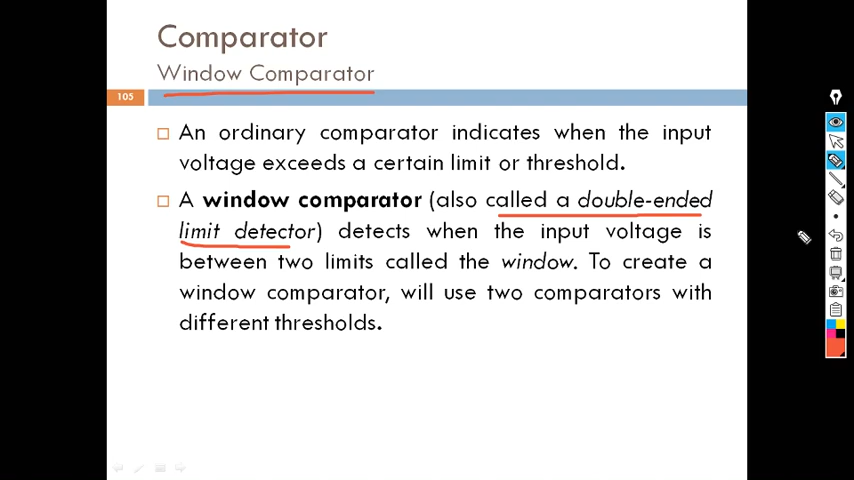 Comparator
Window Comparator
105
An ordinary comparator indicates when the input
voltage exceeds a certain limit or threshold.
A window comparator (also called a double-ended
limit detector) detects when the input voltage is
between two limits called the window. To create a
window comparator, will use two comparators with
different thresholds.